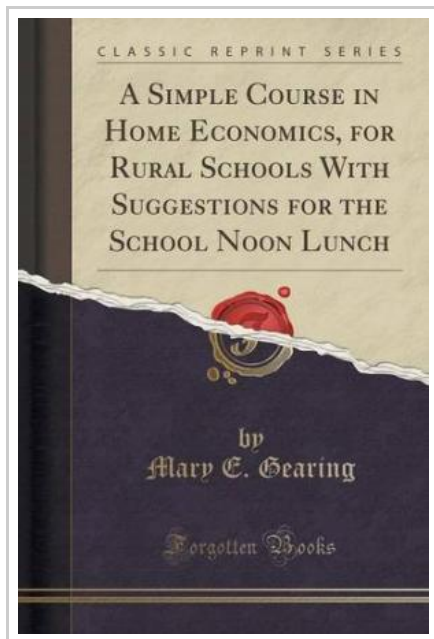 CLASSIC REPRINT SERIES
A SIMPLE COURSE IN
HOME ECONOMICS, FOR
RURAL SCHOOLS WITH
SUGGESTIONS FOR THE
SCHOOL NOON LUNCH
by
Mary E. Gearing
Forgotten Books